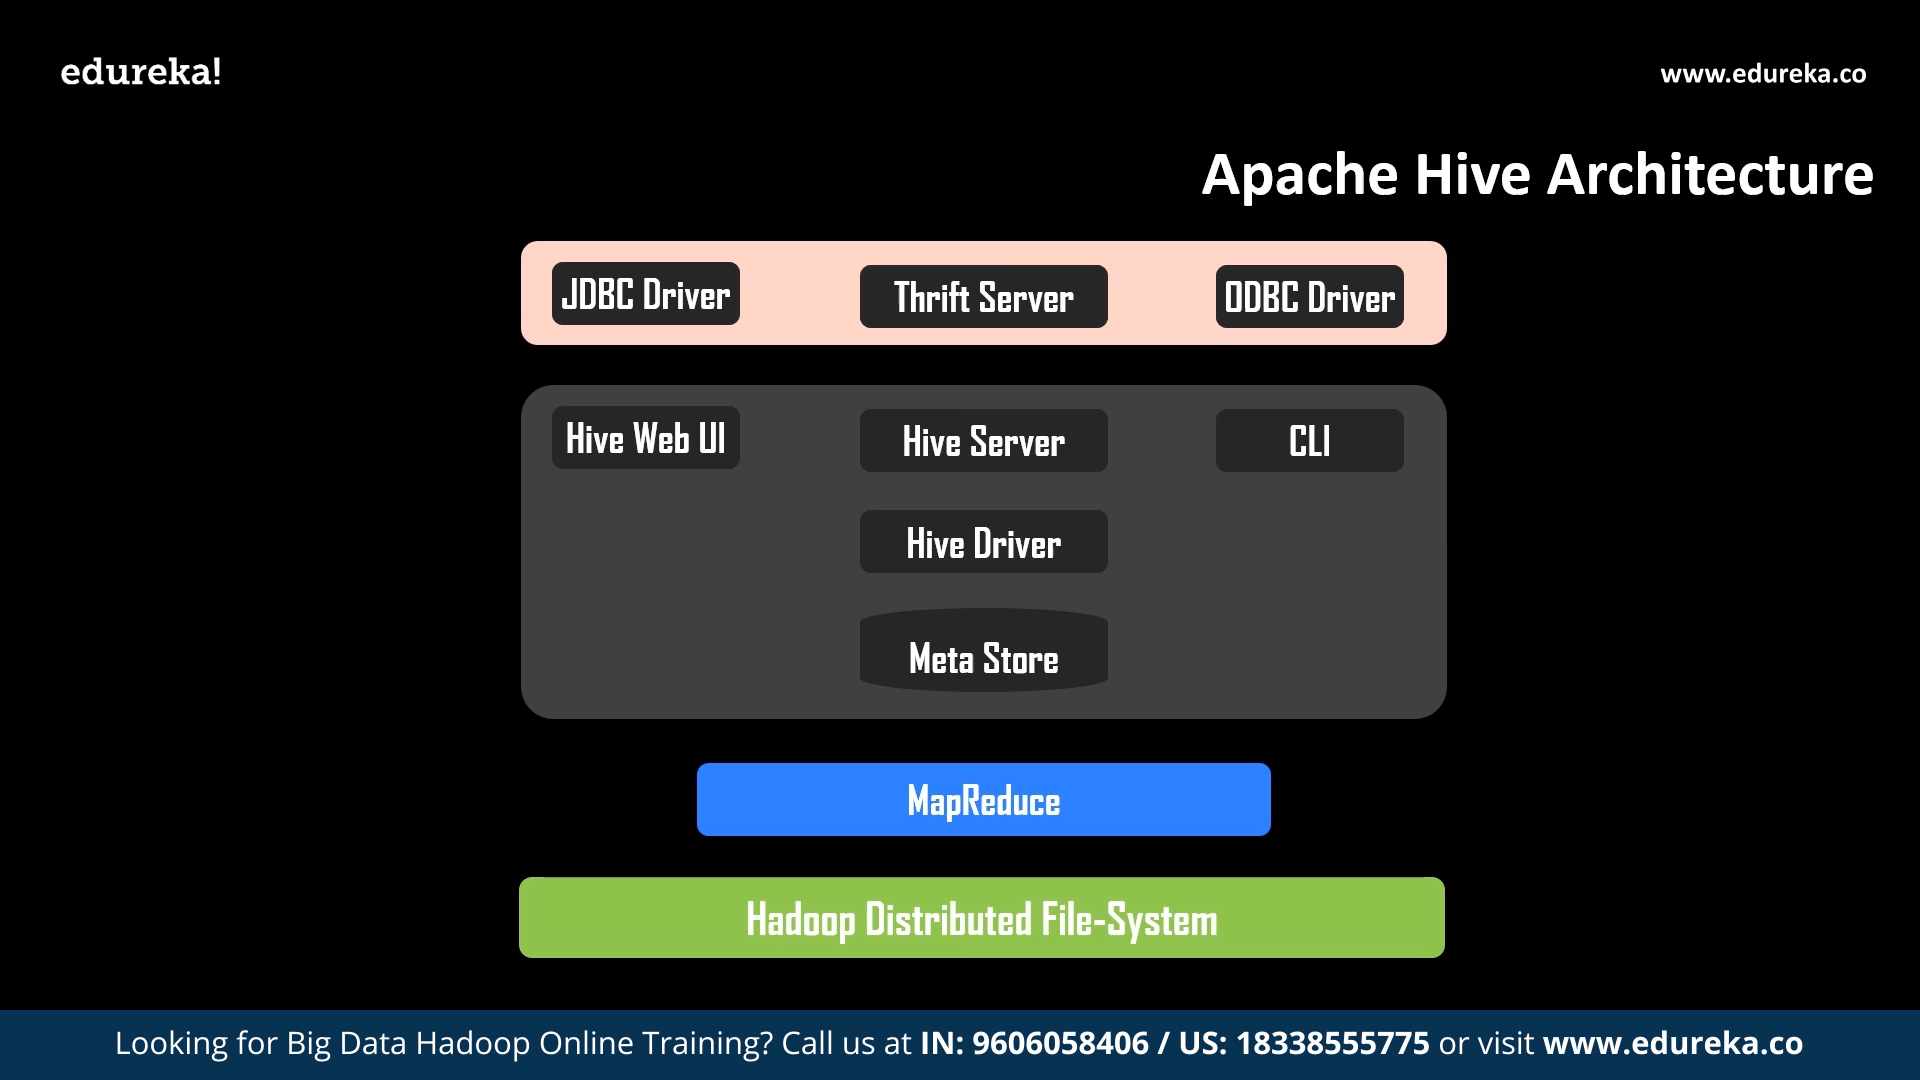 edureka!
www.edureka.co
Apache Hive Architecture
JDBC Driver
Thrift Server
ODBC Driver
Hive Web UI
Hive Server
CLI
Hive Driver
Meta Store
MapReduce
Hadoop Distributed File-System
Looking for Big Data Hadoop Online Training? Call us at IN: 9606058406 / US: 18338555775 or visit www.edureka.co